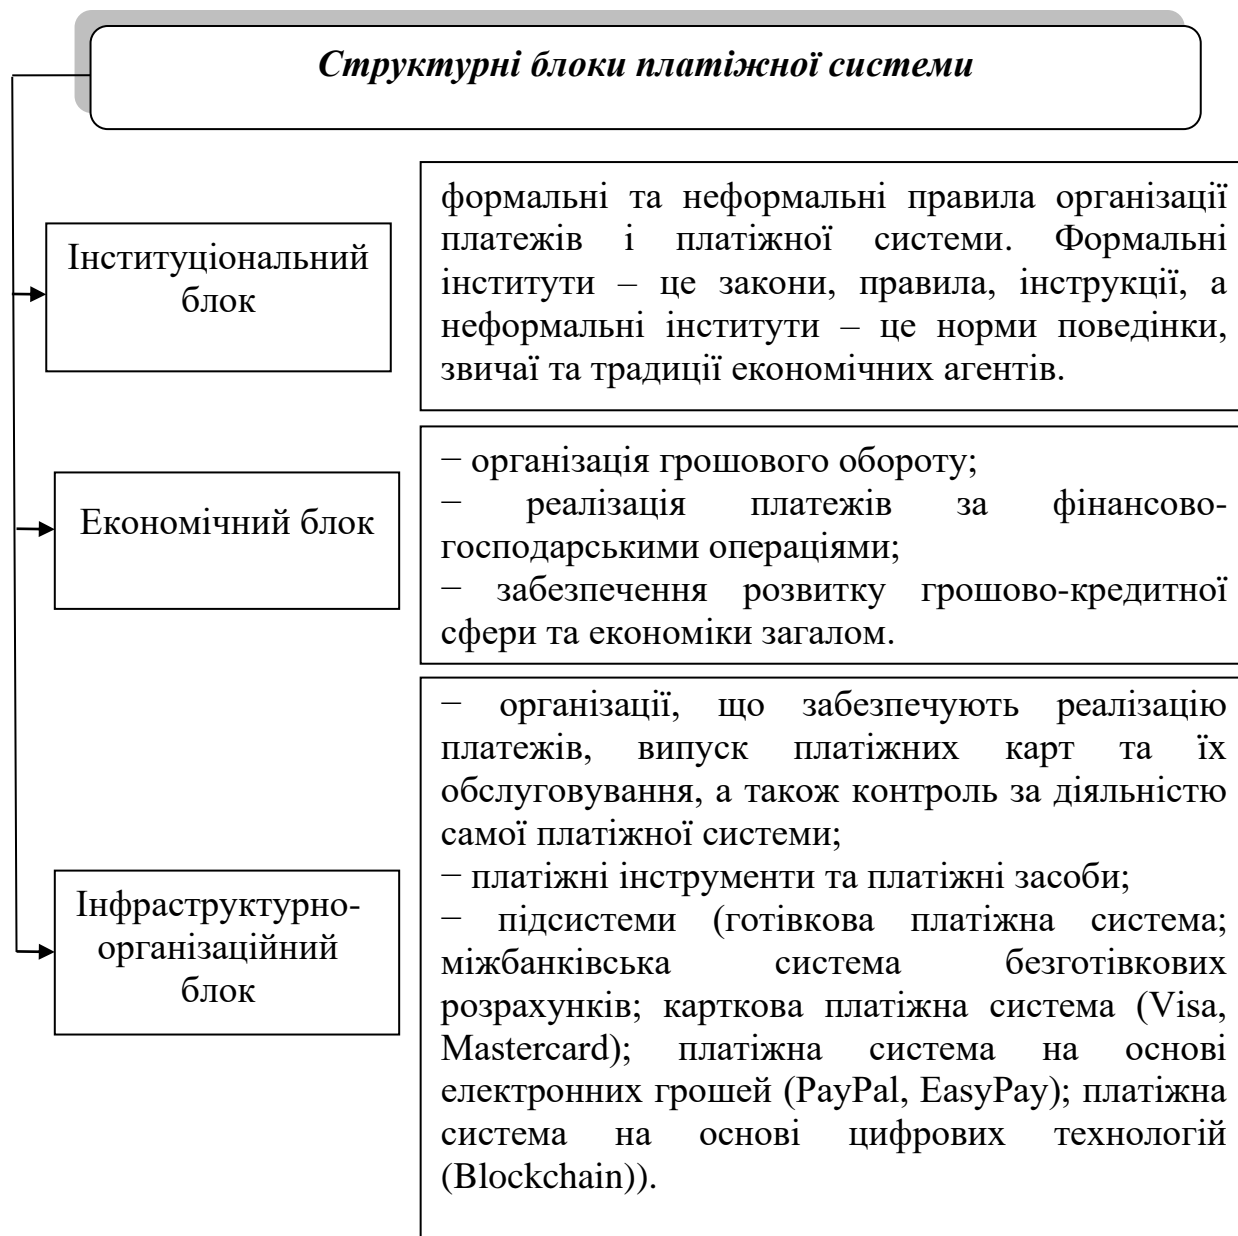 Структурні блоки платіжної системи
Інституціональний
блок
формальні та неформальні правила організації
платежів і платіжної системи. Формальні
інститути – це закони, правила, інструкції, а
неформальні інститути – це норми поведінки,
звичаї та традиції економічних агентів.
Економічний блок
− організація грошового обороту;
− реалізація платежів за фінансово-
господарськими операціями;
− забезпечення розвитку грошово-кредитної
сфери та економіки загалом.
Інфраструктурно-
організаційний
блок
− організації, що забезпечують реалізацію
платежів, випуск платіжних карт та їх
обслуговування, а також контроль за діяльністю
самої платіжної системи;
− платіжні інструменти та платіжні засоби;
− підсистеми (готівкова платіжна система;
міжбанківська система безготівкових
розрахунків; карткова платіжна система (Visa,
Mastercard); платіжна система на основі
електронних грошей (PayPal, EasyPay); платіжна
система на основі цифрових технологій
(Blockchain)).